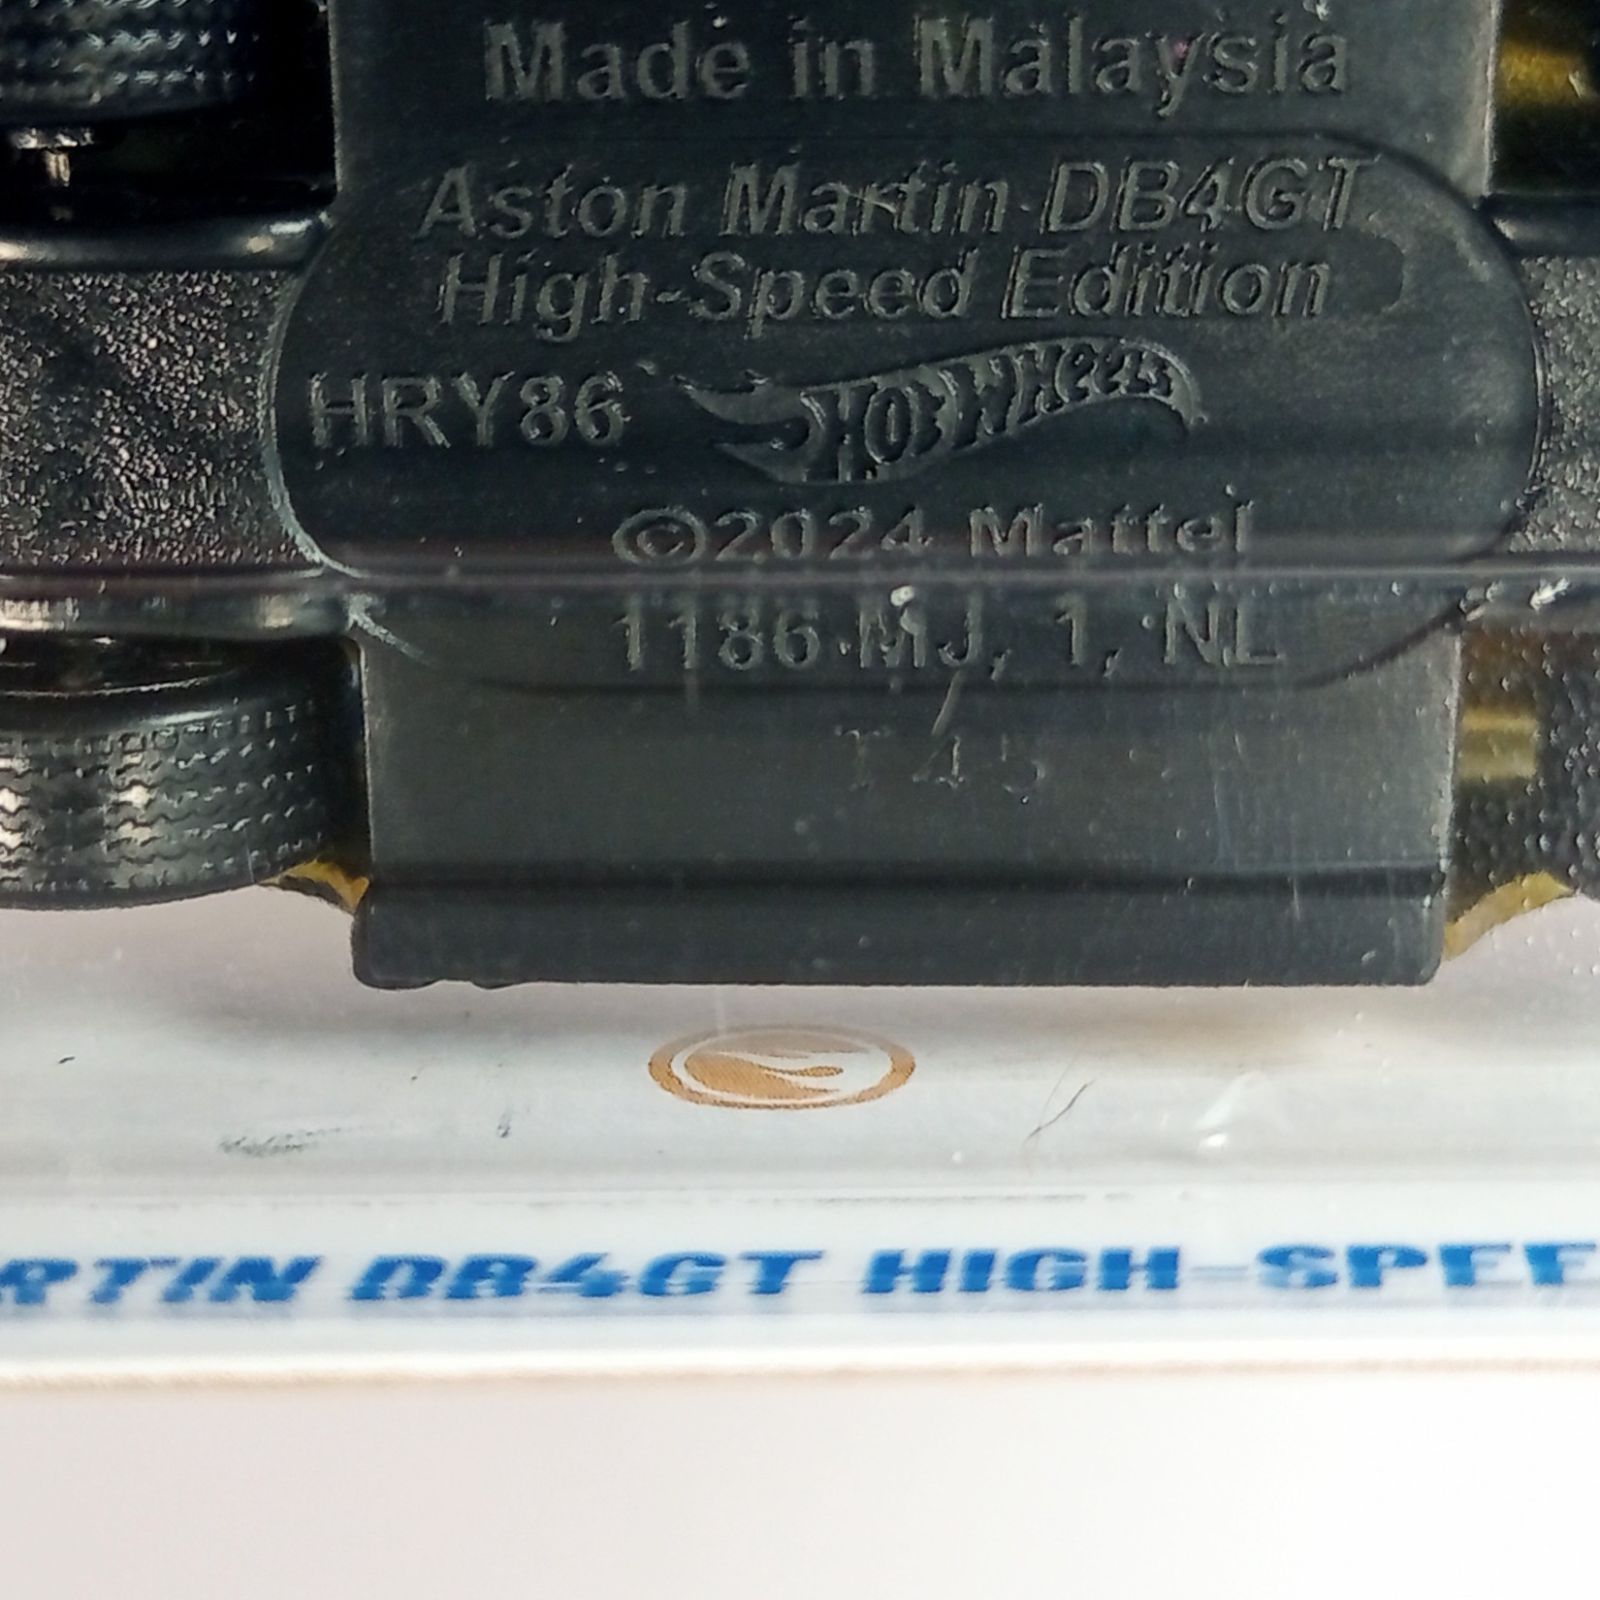 Made in Malaysia
Aston Martin DB4GT
High-Speed Edition
HRY86 HOT WHEELS
©2024 Mattel
1186 MJ, 1, NL
T45
RTIN DB4GT HIGH-SPEE